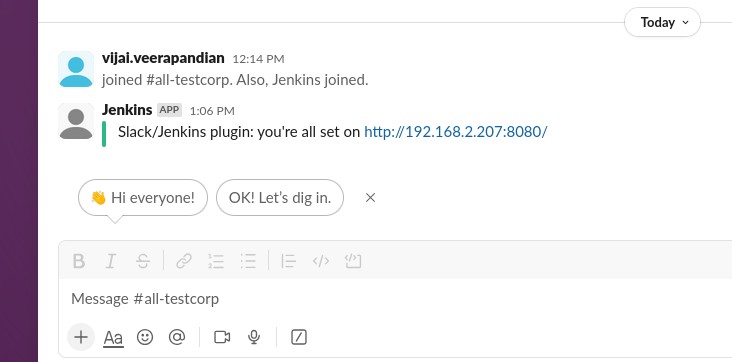 Today
vijai.veerapandian 12:14 PM
joined #all-testcorp. Also, Jenkins joined.
Jenkins APP 1:06 PM
Slack/Jenkins plugin: you're all set on http://192.168.2.207:8080/
👋 Hi everyone! OK! Let’s dig in.
B I S
Message #all-testcorp
Aa @